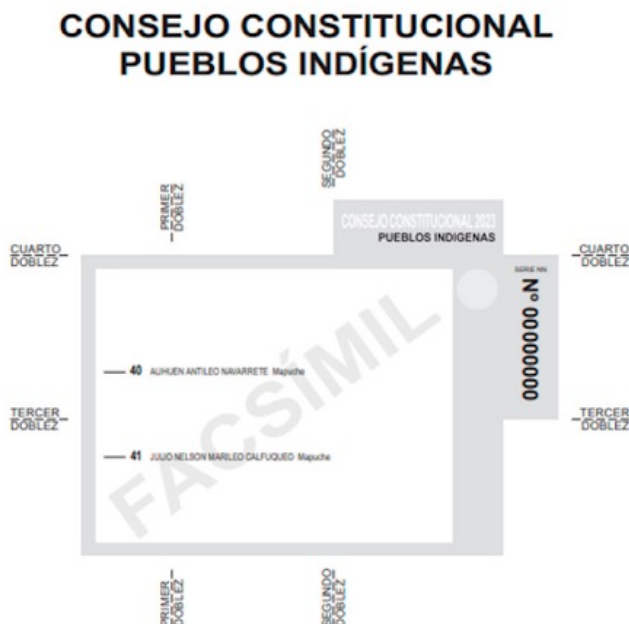 CONSEJO CONSTITUCIONAL
PUEBLOS INDÍGENAS
SEGUNDO
DOBLEZ
PRIMER
DOBLEZ
CONSEJO CONSTITUCIONAL 2023
PUEBLOS INDIGENAS
CUARTO
DOBLEZ
CUARTO
DOBLEZ
SERIE NN
Nº 00000000
40 ALIHUEN ANTILEO NAVARRETE Mapuche
TERCER
DOBLEZ
TERCER
DOBLEZ
41 JULIO NELSON MARILEO CALFUQUEO Mapuche
FACSÍMIL
PRIMER
DOBLEZ
SEGUNDO
DOBLEZ